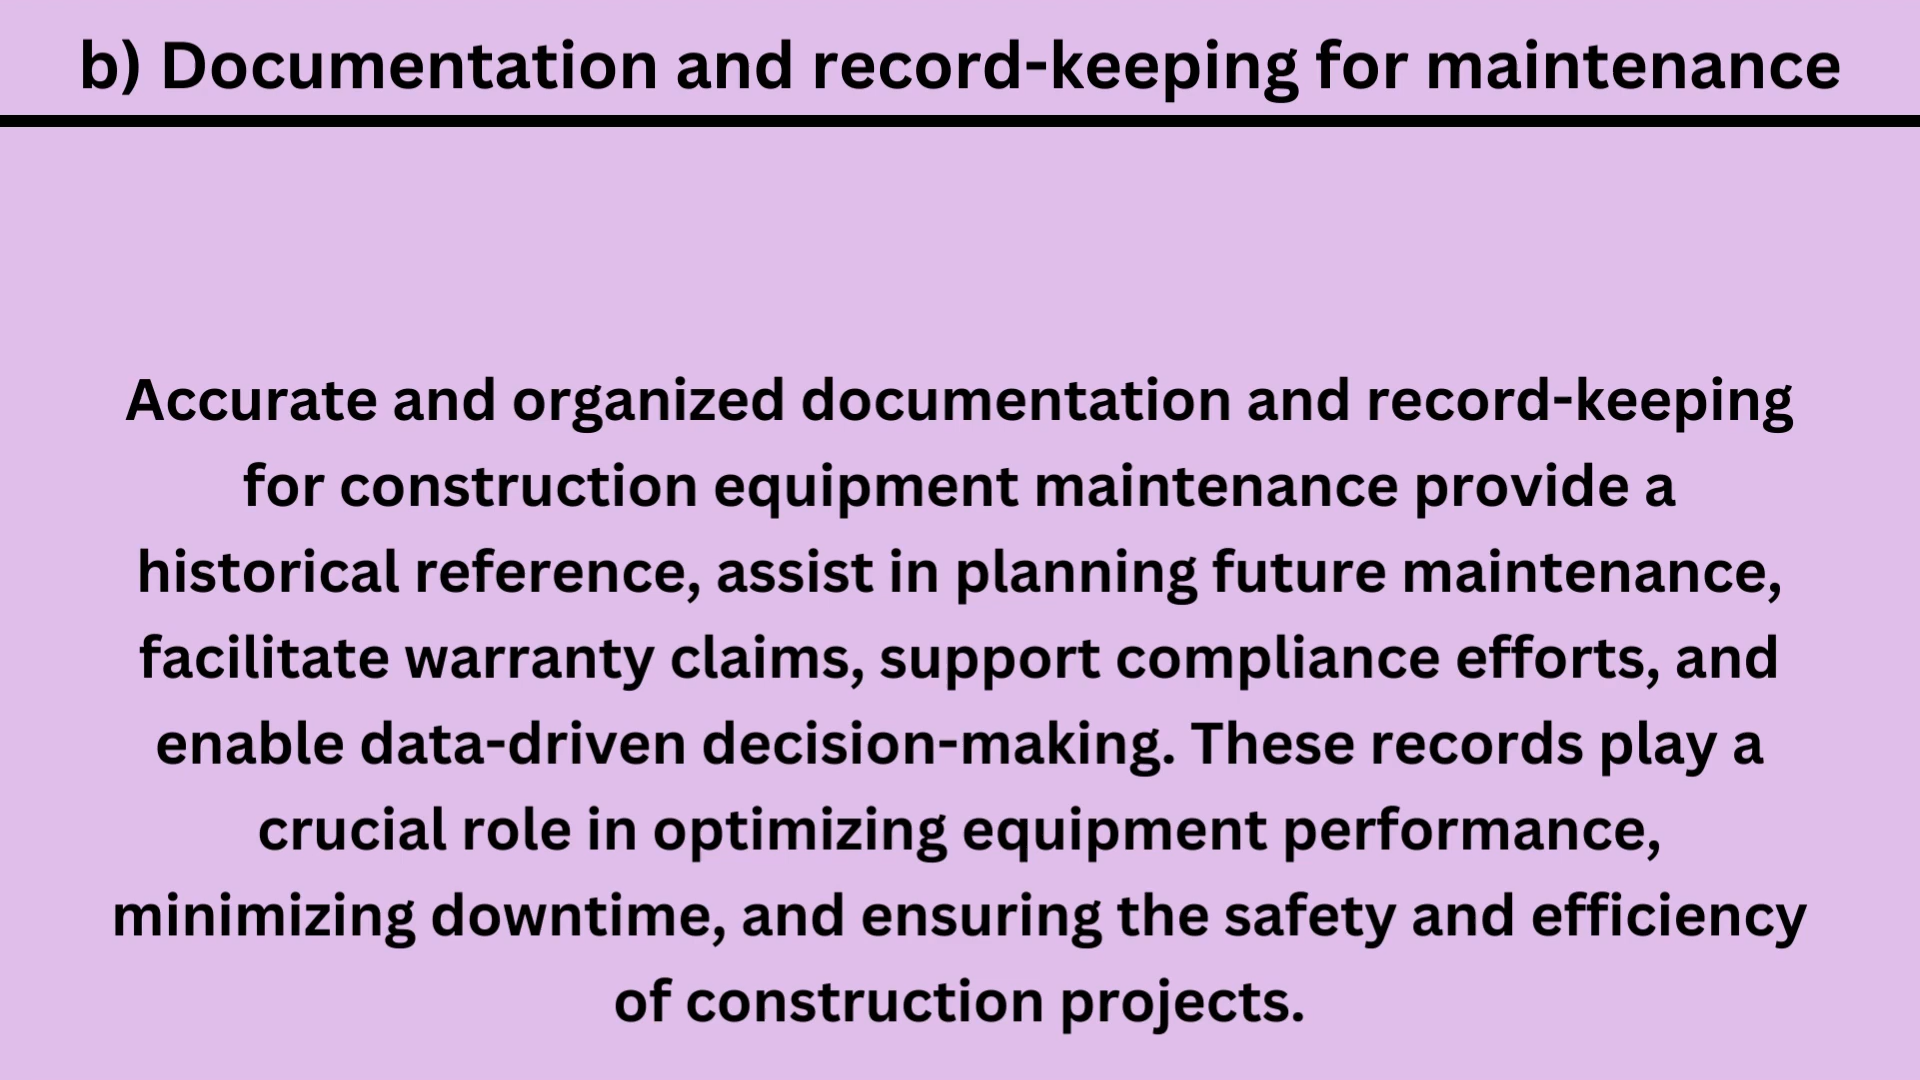 b) Documentation and record-keeping for maintenance
Accurate and organized documentation and record-keeping
for construction equipment maintenance provide a
historical reference, assist in planning future maintenance,
facilitate warranty claims, support compliance efforts, and
enable data-driven decision-making. These records play a
crucial role in optimizing equipment performance,
minimizing downtime, and ensuring the safety and efficiency
of construction projects.